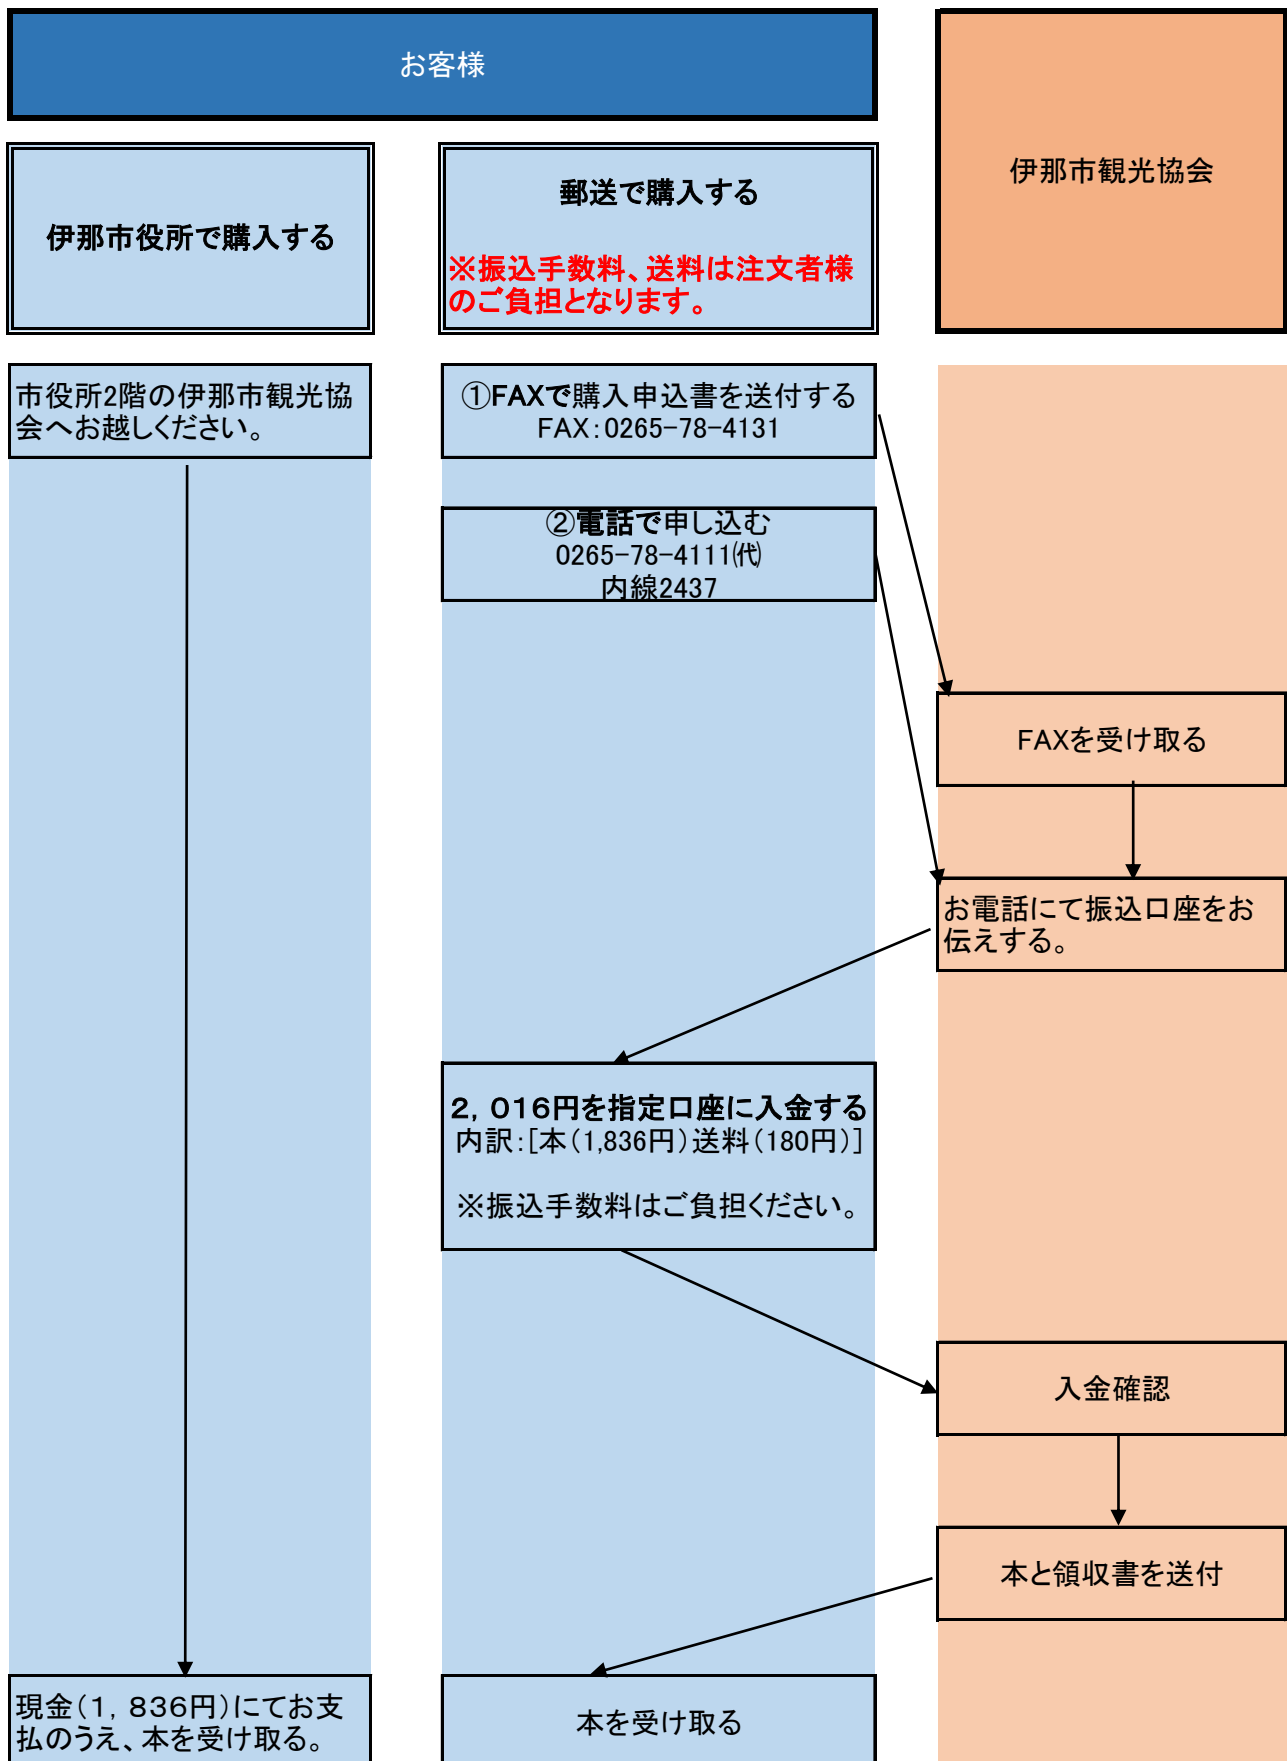 お客様
伊那市観光協会
伊那市役所で購入する
郵送で購入する
※振込手数料、送料は注文者様
のご負担となります。
市役所2階の伊那市観光協
会へお越しください。
①FAXで購入申込書を送付する
FAX：0265-78-4131
②電話で申し込む
0265-78-4111㈹
内線2437
FAXを受け取る
お電話にて振込口座をお
伝えする。
２，０１６円を指定口座に入金する
内訳：[本（1,836円）送料（180円）]
※振込手数料はご負担ください。
入金確認
本と領収書を送付
現金（１，８３６円）にてお支
払のうえ、本を受け取る。
本を受け取る